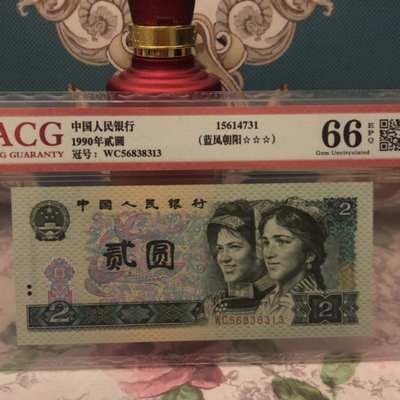 ACG
NG GUARANTY
中国人民银行
1990年贰圆
冠号：WC56838313
15614731
(蓝凤朝阳☆☆☆)
66
EPQ
Gem Uncirculated
中国人民银行
2
贰圆
2
WC56838313
2